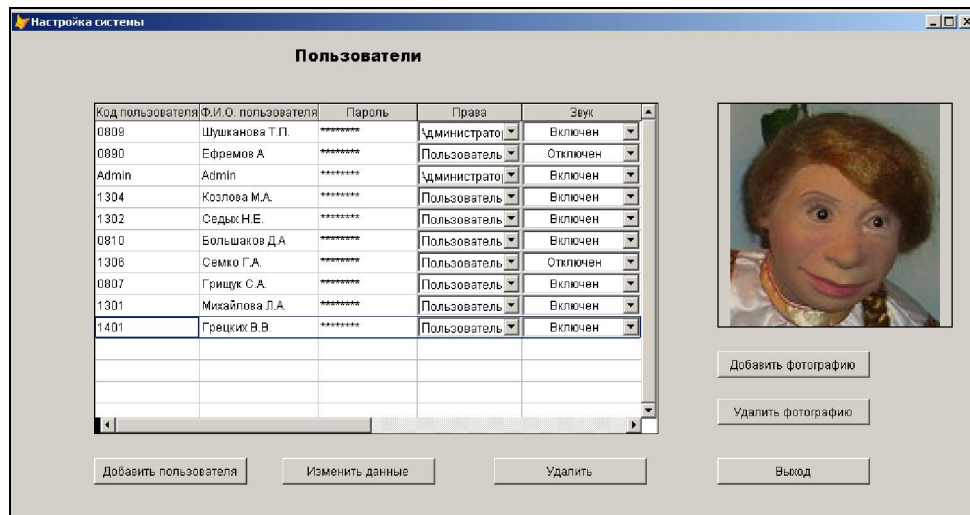 Настройка системы
Пользователи
Код пользователя Ф.И.О. пользователя Пароль Права Звук
0809 Шушканова Т.П. ******** Администратор Включен
0890 Ефремов А ******** Пользователь Отключен
Admin Admin ******** Администратор Включен
1304 Козлова М.А. ******** Пользователь Включен
1302 Седых Н.Е. ******** Пользователь Включен
0810 Большаков Д.А ******** Пользователь Включен
1306 Семко Г.А. ******** Пользователь Отключен
0807 Грищук С.А. ******** Пользователь Включен
1301 Михайлова Л.А. ******** Пользователь Включен
1401 Грецких В.В. ******** Пользователь Включен
Добавить фотографию
Удалить фотографию
Добавить пользователя Изменить данные Удалить Выход